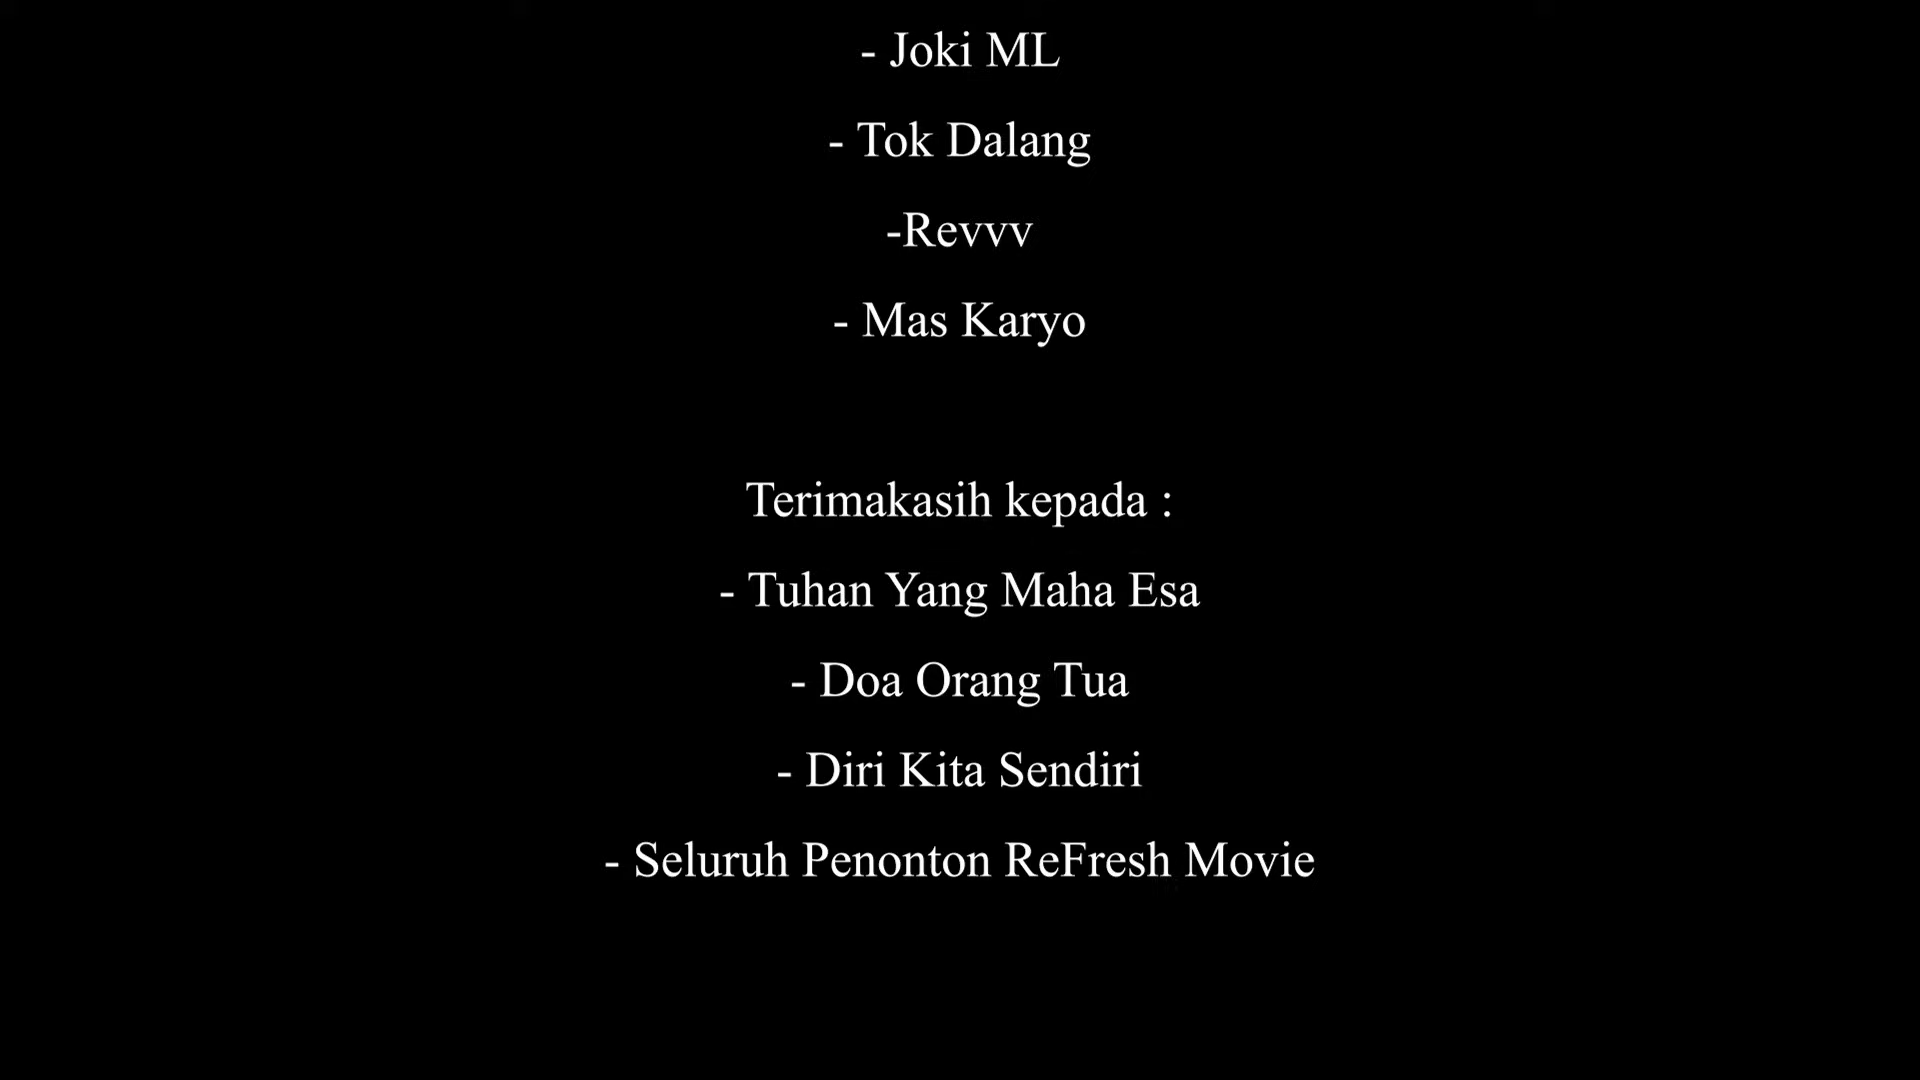 - Joki ML
- Tok Dalang
-Revvv
- Mas Karyo
Terimakasih kepada :
- Tuhan Yang Maha Esa
- Doa Orang Tua
- Diri Kita Sendiri
- Seluruh Penonton ReFresh Movie